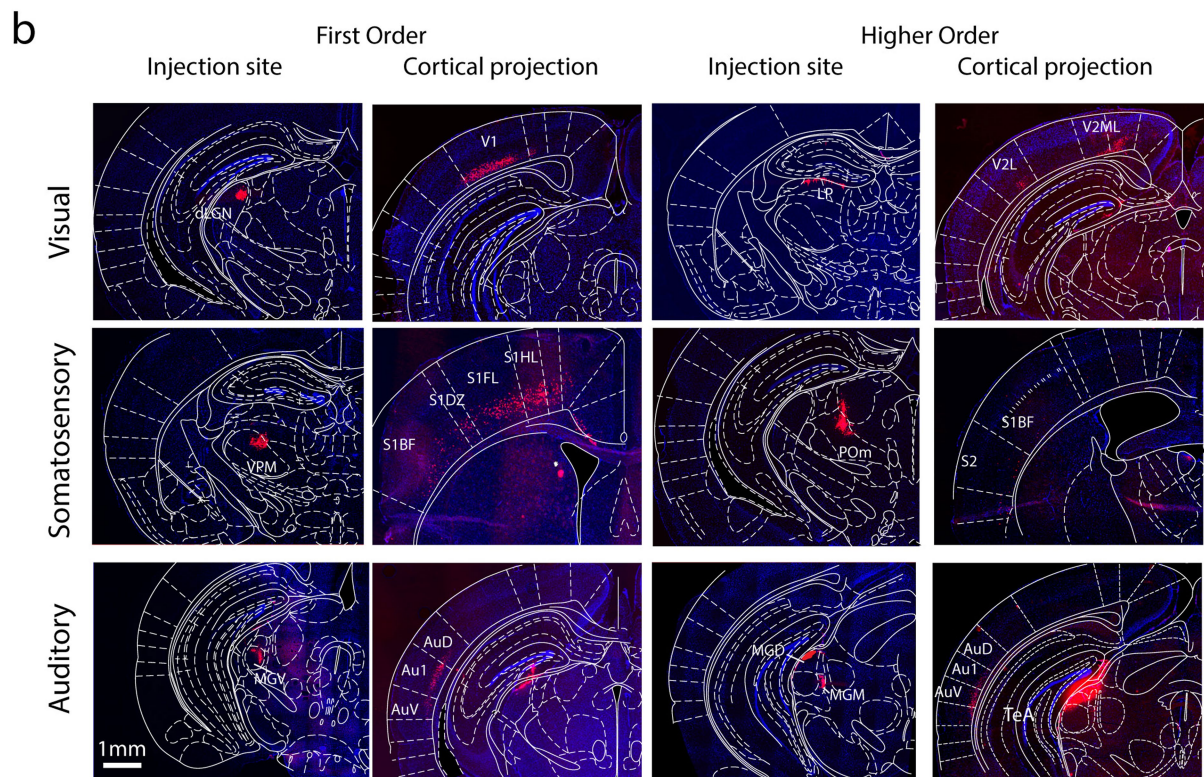 b
First Order
Higher Order
Injection site
Cortical projection
Injection site
Cortical projection
Visual
dLGN
V1
LP
V2ML
V2L
Somatosensory
VPM
S1HL
S1FL
S1DZ
S1BF
POm
S1BF
S2
Auditory
MGV
1mm
AuD
Au1
AuV
MGD
MGM
AuD
Au1
AuV
TeA